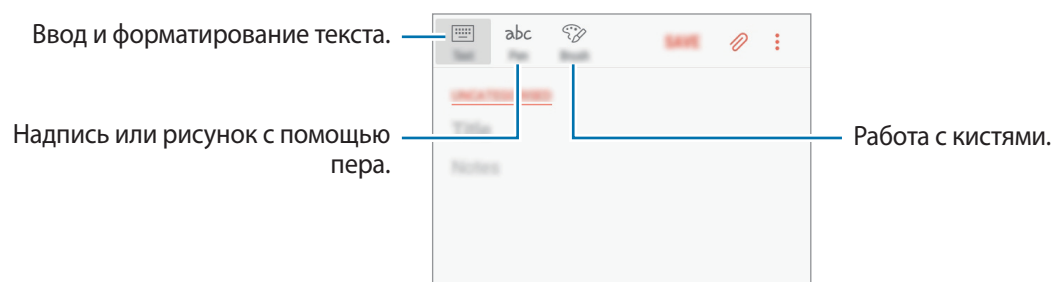 Ввод и форматирование текста.
abc
SAVE
UNCATEGORISED
Title
Notes
Надпись или рисунок с помощью
пера.
Работа с кистями.